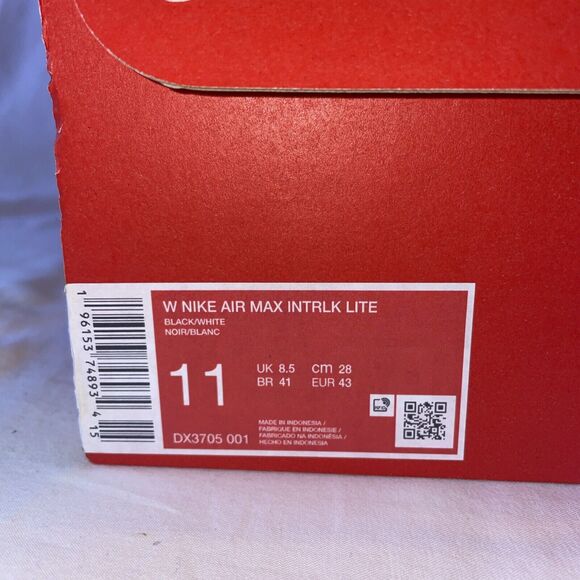 W NIKE AIR MAX INTRLK LITE
BLACK/WHITE
NOIR/BLANC
11
UK 8.5 cm 28
BR 41 EUR 43
DX3705 001
MADE IN INDONESIA /
FABRIQUE EN INDONESIE /
FABRICADO NA INDONÉSIA /
HECHO EN INDONESIA
1 96153 74893 4 15